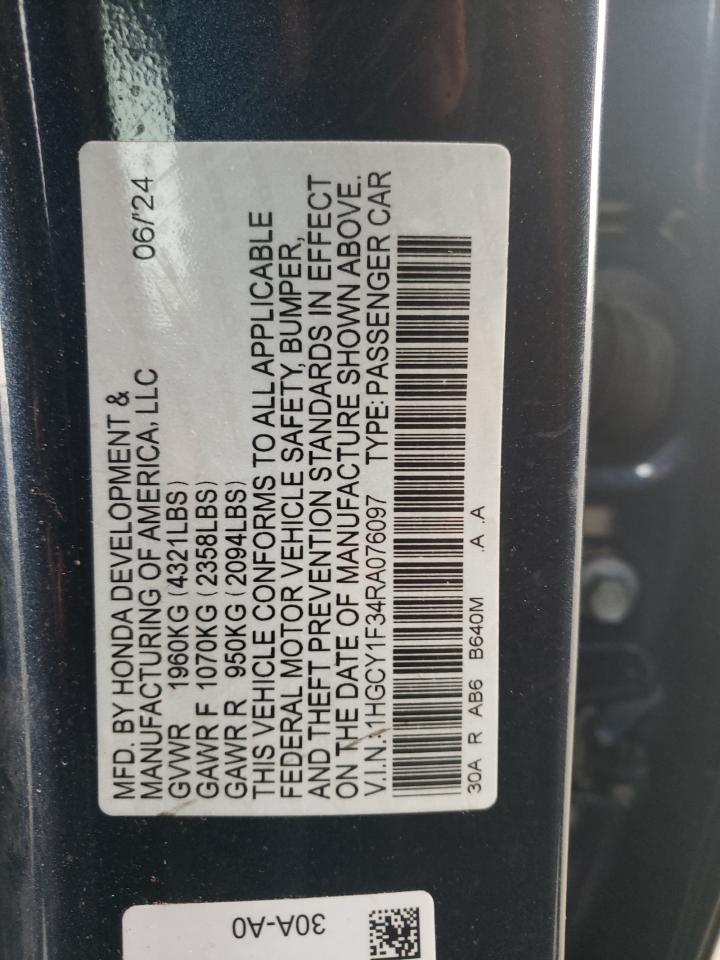 MFD. BY HONDA DEVELOPMENT &
MANUFACTURING OF AMERICA, LLC 06/'24
GVWR 1960KG (4321LBS)
GAWR F 1070KG (2358LBS)
GAWR R 950KG (2094LBS)
THIS VEHICLE CONFORMS TO ALL APPLICABLE
FEDERAL MOTOR VEHICLE SAFETY, BUMPER,
AND THEFT PREVENTION STANDARDS IN EFFECT
ON THE DATE OF MANUFACTURE SHOWN ABOVE.
V.I.N.:1HGCY1F34RA076097 TYPE:PASSENGER CAR
30A R AB6 B640M .A .A
30A-A0